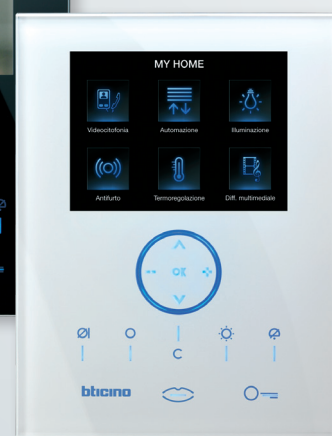 MY HOME
Videocitofonia Automazione Illuminazione
Antifurto Termoregolazione Diff. multimediale
OK
C
bticino